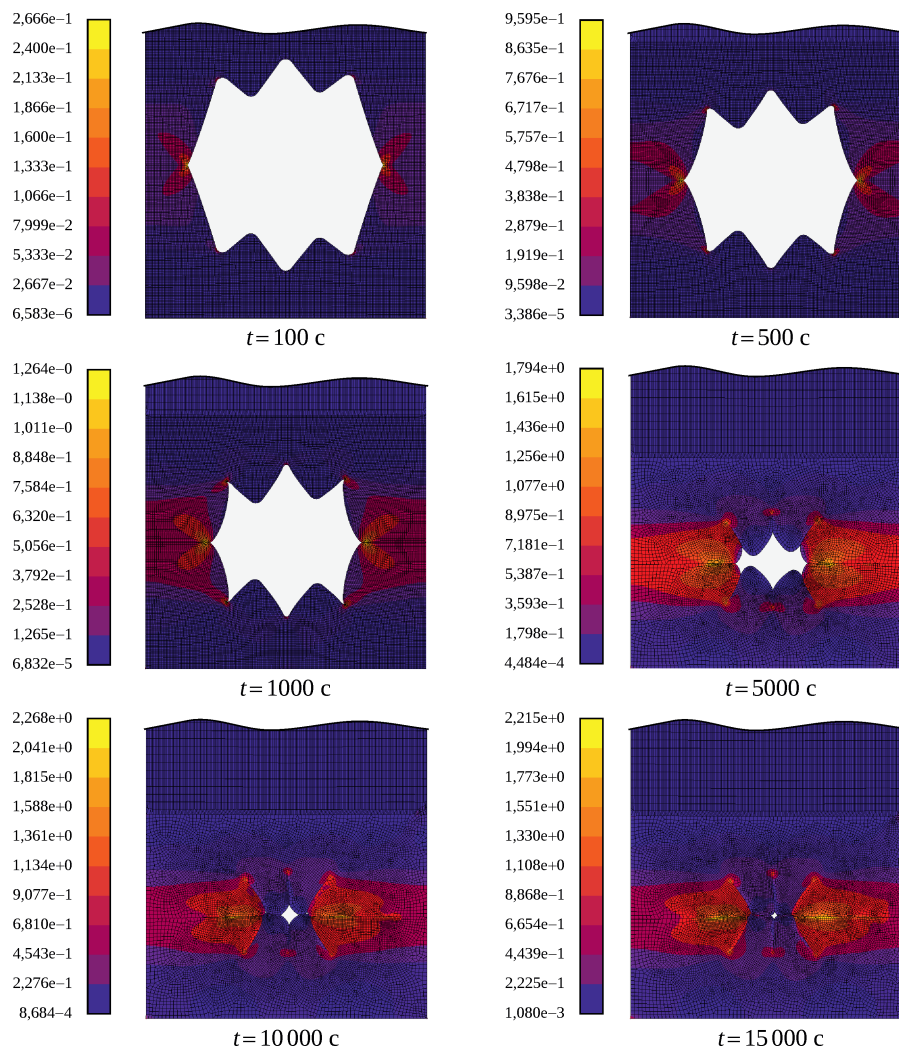 2,666e−1
2,400e−1
2,133e−1
1,866e−1
1,600e−1
1,333e−1
1,066e−1
7,999e−2
5,333e−2
2,667e−2
6,583e−6
t=100 c
9,595e−1
8,635e−1
7,676e−1
6,717e−1
5,757e−1
4,798e−1
3,838e−1
2,879e−1
1,919e−1
9,598e−2
3,386e−5
t=500 c
1,264e−0
1,138e−0
1,011e−0
8,848e−1
7,584e−1
6,320e−1
5,056e−1
3,792e−1
2,528e−1
1,265e−1
6,832e−5
t=1000 c
1,794e+0
1,615e+0
1,436e+0
1,256e+0
1,077e+0
8,975e−1
7,181e−1
5,387e−1
3,593e−1
1,798e−1
4,484e−4
t=5000 c
2,268e+0
2,041e+0
1,815e+0
1,588e+0
1,361e+0
1,134e+0
9,077e−1
6,810e−1
4,543e−1
2,276e−1
8,684−4
t=10 000 c
2,215e+0
1,994e+0
1,773e+0
1,551e+0
1,330e+0
1,108e+0
8,868e−1
6,654e−1
4,439e−1
2,225e−1
1,080e−3
t=15 000 c